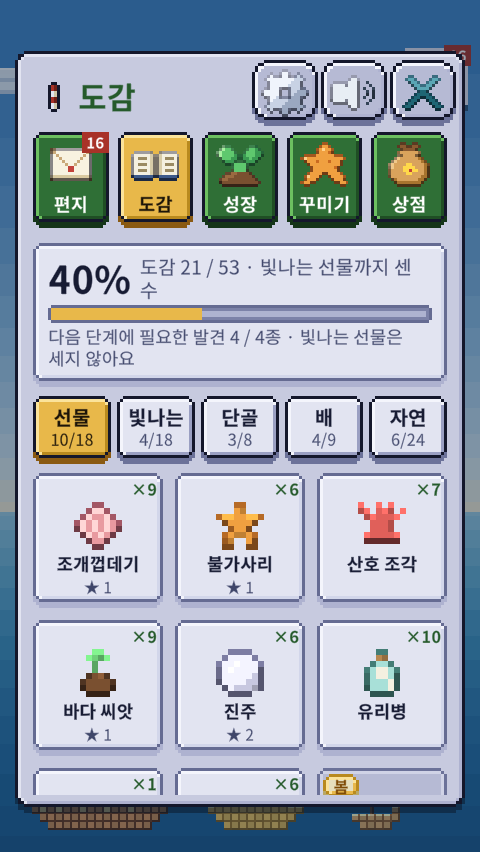 도감
16
편지
도감
성장
꾸미기
상점
40%
도감 21 / 53 · 빛나는 선물까지 센
수
다음 단계에 필요한 발견 4 / 4종 · 빛나는 선물은
세지 않아요
선물
10/18
빛나는
4/18
단골
3/8
배
4/9
자연
6/24
×9
조개껍데기
★ 1
×6
불가사리
★ 1
×7
산호 조각
×9
바다 씨앗
★ 1
×6
진주
★ 2
×10
유리병
×1
×6
봄